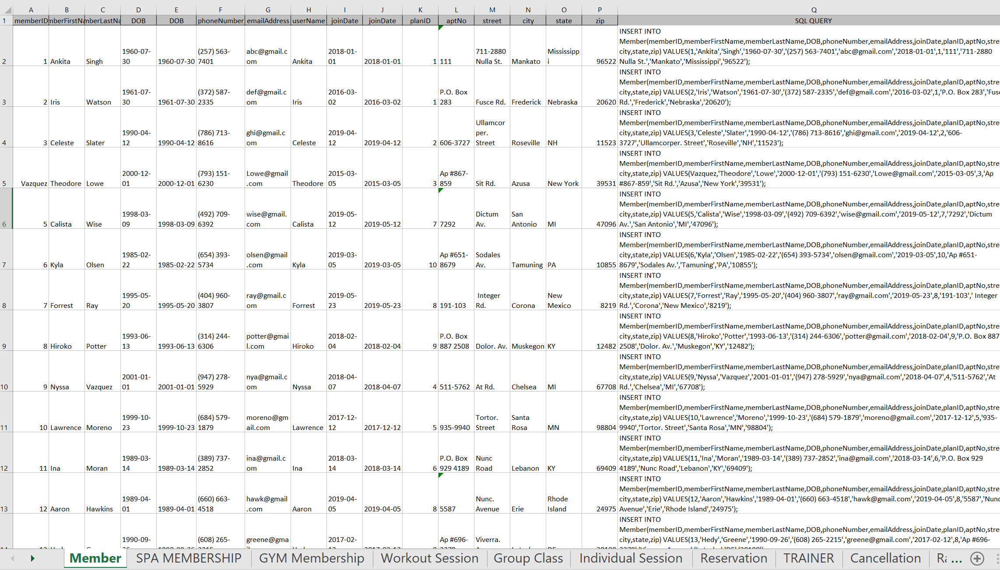 A B C D E F G H I J K L M N O P Q
1 memberID mberFirstNa mberLastNa DOB DOB phoneNumber emailAddress userName joinDate joinDate planID aptNo street city state zip SQL QUERY
2 1 Ankita Singh 1960-07-30 1960-07-30 (257) 563-7401 abc@gmail.com Ankita 2018-01-01 2018-01-01 1 111 711-2880 Nulla St. Mankato Mississippi 96522
INSERT INTO
Member(memberID,memberFirstName,memberLastName,DOB,phoneNumber,emailAddress,joinDate,planID,aptNo,stre
city,state,zip) VALUES(1,'Ankita','Singh','1960-07-30','(257) 563-7401','abc@gmail.com','2018-01-01',1,'111','711-2880
Nulla St.','Mankato','Mississippi','96522');
3 2 Iris Watson 1961-07-30 1961-07-30 (372) 587-2335 def@gmail.com Iris 2016-03-02 2016-03-02 1 P.O. Box 283 Fusce Rd. Frederick Nebraska 20620
INSERT INTO
Member(memberID,memberFirstName,memberLastName,DOB,phoneNumber,emailAddress,joinDate,planID,aptNo,stre
city,state,zip) VALUES(2,'Iris','Watson','1961-07-30','(372) 587-2335','def@gmail.com','2016-03-02',1,'P.O. Box 283','Fusc
Rd.','Frederick','Nebraska','20620');
4 3 Celeste Slater 1990-04-12 1990-04-12 (786) 713-8616 ghi@gmail.com Celeste 2019-04-12 2019-04-12 2 606-3727 Ullamcorper. Street Roseville NH 11523
INSERT INTO
Member(memberID,memberFirstName,memberLastName,DOB,phoneNumber,emailAddress,joinDate,planID,aptNo,stre
city,state,zip) VALUES(3,'Celeste','Slater','1990-04-12','(786) 713-8616','ghi@gmail.com','2019-04-12',2,'606-
3727','Ullamcorper. Street','Roseville','NH','11523');
5 Vazquez Theodore Lowe 2000-12-01 2000-12-01 (793) 151-6230 Lowe@gmail.com Theodore 2015-03-05 2015-03-05 3 Ap #867-859 Sit Rd. Azusa New York 39531
INSERT INTO
Member(memberID,memberFirstName,memberLastName,DOB,phoneNumber,emailAddress,joinDate,planID,aptNo,stre
city,state,zip) VALUES(Vazquez,'Theodore','Lowe','2000-12-01','(793) 151-6230','Lowe@gmail.com','2015-03-05',3,'Ap
#867-859','Sit Rd.','Azusa','New York','39531');
6 5 Calista Wise 1998-03-09 1998-03-09 (492) 709-6392 wise@gmail.com Calista 2019-05-12 2019-05-12 7 7292 Dictum Av. San Antonio MI 47096
INSERT INTO
Member(memberID,memberFirstName,memberLastName,DOB,phoneNumber,emailAddress,joinDate,planID,aptNo,stre
city,state,zip) VALUES(5,'Calista','Wise','1998-03-09','(492) 709-6392','wise@gmail.com','2019-05-12',7,'7292','Dictum
Av.','San Antonio','MI','47096');
7 6 Kyla Olsen 1985-02-22 1985-02-22 (654) 393-5734 olsen@gmail.com Kyla 2019-03-05 2019-03-05 10 Ap #651-8679 Sodales Av. Tamuning PA 10855
INSERT INTO
Member(memberID,memberFirstName,memberLastName,DOB,phoneNumber,emailAddress,joinDate,planID,aptNo,stre
city,state,zip) VALUES(6,'Kyla','Olsen','1985-02-22','(654) 393-5734','olsen@gmail.com','2019-03-05',10,'Ap #651-
8679','Sodales Av.','Tamuning','PA','10855');
8 7 Forrest Ray 1995-05-20 1995-05-20 (404) 960-3807 ray@gmail.com Forrest 2019-05-23 2019-05-23 8 191-103 Integer Rd. Corona New Mexico 8219
INSERT INTO
Member(memberID,memberFirstName,memberLastName,DOB,phoneNumber,emailAddress,joinDate,planID,aptNo,stre
city,state,zip) VALUES(7,'Forrest','Ray','1995-05-20','(404) 960-3807','ray@gmail.com','2019-05-23',8,'191-103',' Integer
Rd.','Corona','New Mexico','8219');
9 8 Hiroko Potter 1993-06-13 1993-06-13 (314) 244-6306 potter@gmail.com Hiroko 2018-02-04 2018-02-04 9 P.O. Box 887 2508 Dolor. Av. Muskegon KY 12482
INSERT INTO
Member(memberID,memberFirstName,memberLastName,DOB,phoneNumber,emailAddress,joinDate,planID,aptNo,stre
city,state,zip) VALUES(8,'Hiroko','Potter','1993-06-13','(314) 244-6306','potter@gmail.com','2018-02-04',9,'P.O. Box 887
2508','Dolor. Av.','Muskegon','KY','12482');
10 9 Nyssa Vazquez 2001-01-01 2001-01-01 (947) 278-5929 nya@gmail.com Nyssa 2018-04-07 2018-04-07 4 511-5762 At Rd. Chelsea MI 67708
INSERT INTO
Member(memberID,memberFirstName,memberLastName,DOB,phoneNumber,emailAddress,joinDate,planID,aptNo,stre
city,state,zip) VALUES(9,'Nyssa','Vazquez','2001-01-01','(947) 278-5929','nya@gmail.com','2018-04-07',4,'511-5762','At
Rd.','Chelsea','MI','67708');
11 10 Lawrence Moreno 1999-10-23 1999-10-23 (684) 579-1879 moreno@gmail.com Lawrence 2017-12-12 2017-12-12 5 935-9940 Tortor. Street Santa Rosa MN 98804
INSERT INTO
Member(memberID,memberFirstName,memberLastName,DOB,phoneNumber,emailAddress,joinDate,planID,aptNo,stre
city,state,zip) VALUES(10,'Lawrence','Moreno','1999-10-23','(684) 579-1879','moreno@gmail.com','2017-12-12',5,'935-
9940','Tortor. Street','Santa Rosa','MN','98804');
12 11 Ina Moran 1989-03-14 1989-03-14 (389) 737-2852 ina@gmail.com Ina 2018-03-14 2018-03-14 6 P.O. Box 929 4189 Nunc Road Lebanon KY 69409
INSERT INTO
Member(memberID,memberFirstName,memberLastName,DOB,phoneNumber,emailAddress,joinDate,planID,aptNo,stre
city,state,zip) VALUES(11,'Ina','Moran','1989-03-14','(389) 737-2852','ina@gmail.com','2018-03-14',6,'P.O. Box 929
4189','Nunc Road','Lebanon','KY','69409');
13 12 Aaron Hawkins 1989-04-01 1989-04-01 (660) 663-4518 hawk@gmail.com Aaron 2019-04-05 2019-04-05 8 5587 Nunc. Avenue Erie Rhode Island 24975
INSERT INTO
Member(memberID,memberFirstName,memberLastName,DOB,phoneNumber,emailAddress,joinDate,planID,aptNo,stre
city,state,zip) VALUES(12,'Aaron','Hawkins','1989-04-01','(660) 663-4518','hawk@gmail.com','2019-04-05',8,'5587','Nunc
Avenue','Erie','Rhode Island','24975');
1990-09- (608) 265- greene@gma 2017-02- Ap #696- Viverra.
INSERT INTO
Member(memberID,memberFirstName,memberLastName,DOB,phoneNumber,emailAddress,joinDate,planID,aptNo,stre
city,state,zip) VALUES(13,'Hedy','Greene','1990-09-26','(608) 265-2215','greene@gmail.com','2017-02-12',8,'Ap #696-
Member SPA MEMBERSHIP GYM Membership Workout Session Group Class Individual Session Reservation TRAINER Cancellation Ra ...